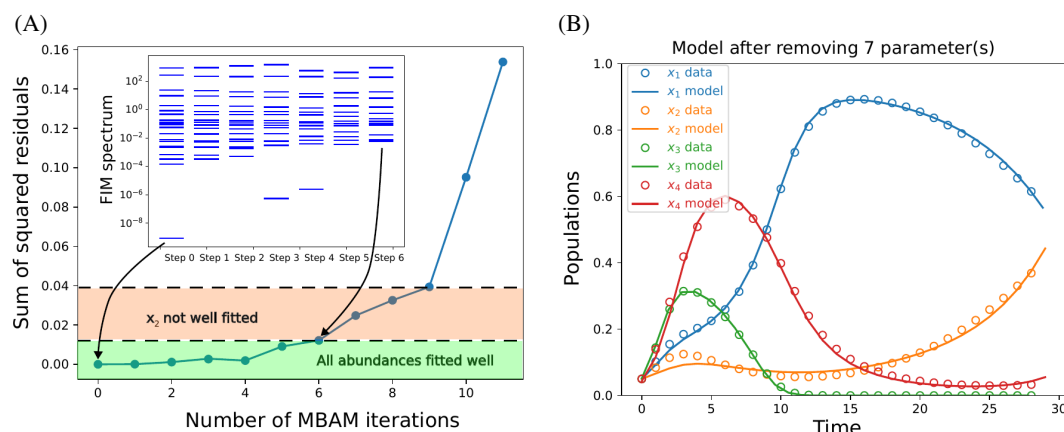 (A)
0.16
0.14
0.12
0.10
0.08
0.06
0.04
0.02
0.00
Sum of squared residuals
10²
10⁰
10⁻²
10⁻⁴
10⁻⁶
10⁻⁸
FIM spectrum
Step 0 Step 1 Step 2 Step 3 Step 4 Step 5 Step 6
x₂ not well fitted
All abundances fitted well
0 2 4 6 8 10
Number of MBAM iterations
(B)
Model after removing 7 parameter(s)
1.0
0.8
0.6
0.4
0.2
0.0
Populations
x₁ data
x₁ model
x₂ data
x₂ model
x₃ data
x₃ model
x₄ data
x₄ model
0 5 10 15 20 25 30
Time